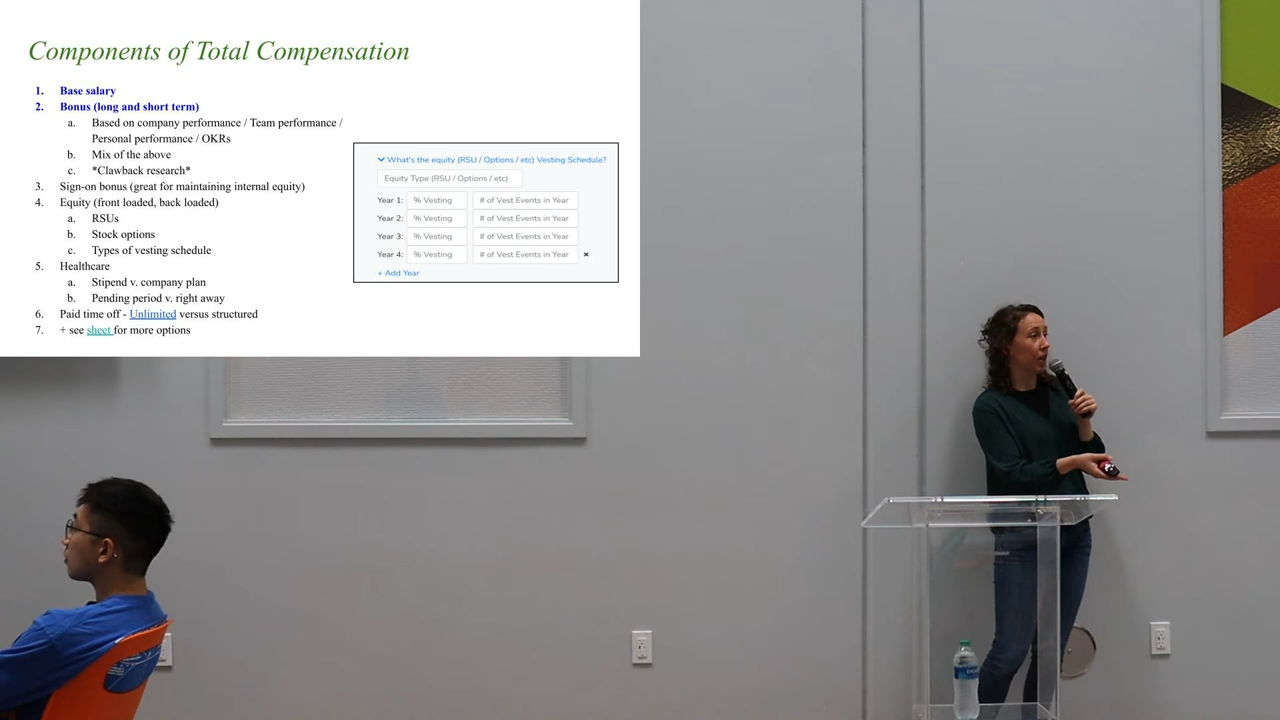 Components of Total Compensation
1. Base salary
2. Bonus (long and short term)
a. Based on company performance / Team performance /
Personal performance / OKRs
b. Mix of the above
c. *Clawback research*
3. Sign-on bonus (great for maintaining internal equity)
4. Equity (front loaded, back loaded)
a. RSUs
b. Stock options
c. Types of vesting schedule
5. Healthcare
a. Stipend v. company plan
b. Pending period v. right away
6. Paid time off - Unlimited versus structured
7. + see sheet for more options
What's the equity (RSU / Options / etc) Vesting Schedule?
Equity Type (RSU / Options / etc)
Year 1: % Vesting # of Vest Events in Year
Year 2: % Vesting # of Vest Events in Year
Year 3: % Vesting # of Vest Events in Year
Year 4: % Vesting # of Vest Events in Year
+ Add Year